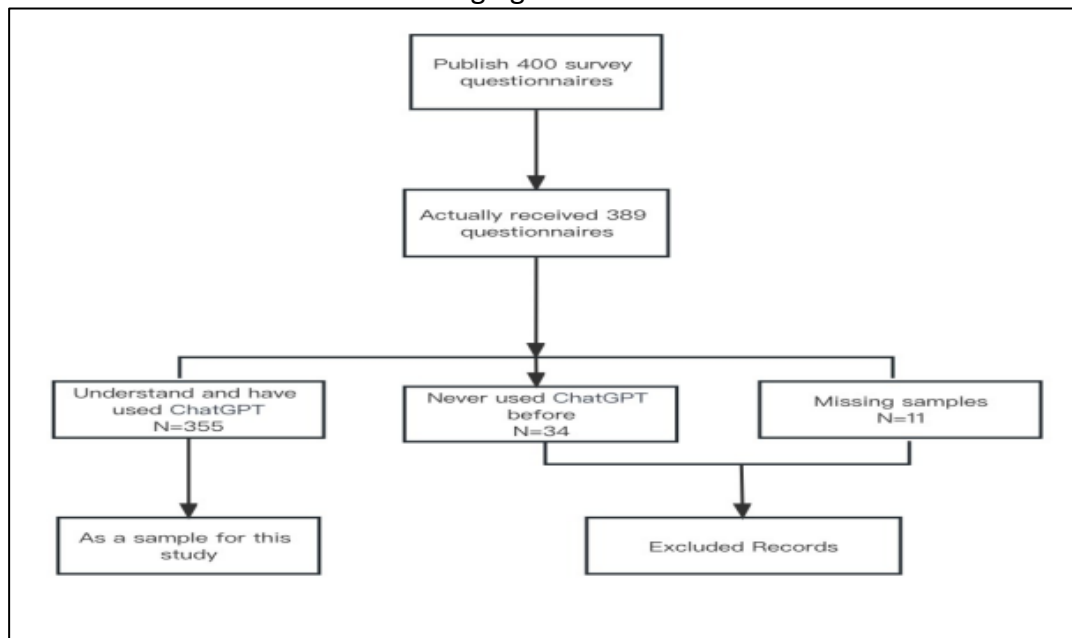 Publish 400 survey
questionnaires
Actually received 389
questionnaires
Understand and have
used ChatGPT
N=355
Never used ChatGPT
before
N=34
Missing samples
N=11
As a sample for this
study
Excluded Records